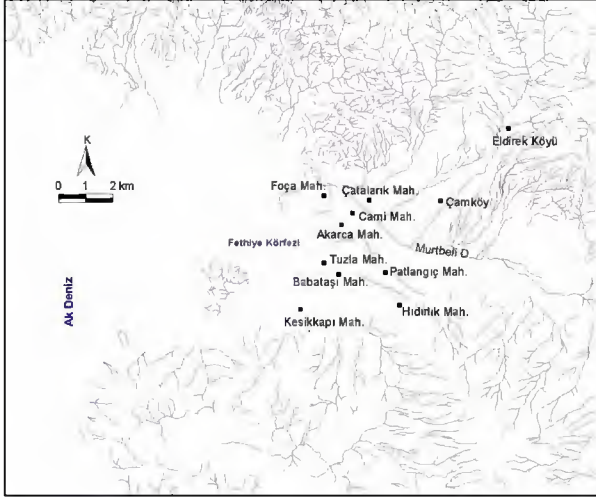 Eldirek Köyü
K
0 1 2 km
Foça Mah.
Çatalarık Mah.
Çamköy
Cami Mah.
Akarca Mah.
Fethiye Körfezi
Murtbeli D.
Tuzla Mah.
Patlangıç Mah.
Babataşı Mah.
Ak Deniz
Hıdırlık Mah.
Kesikkapı Mah.